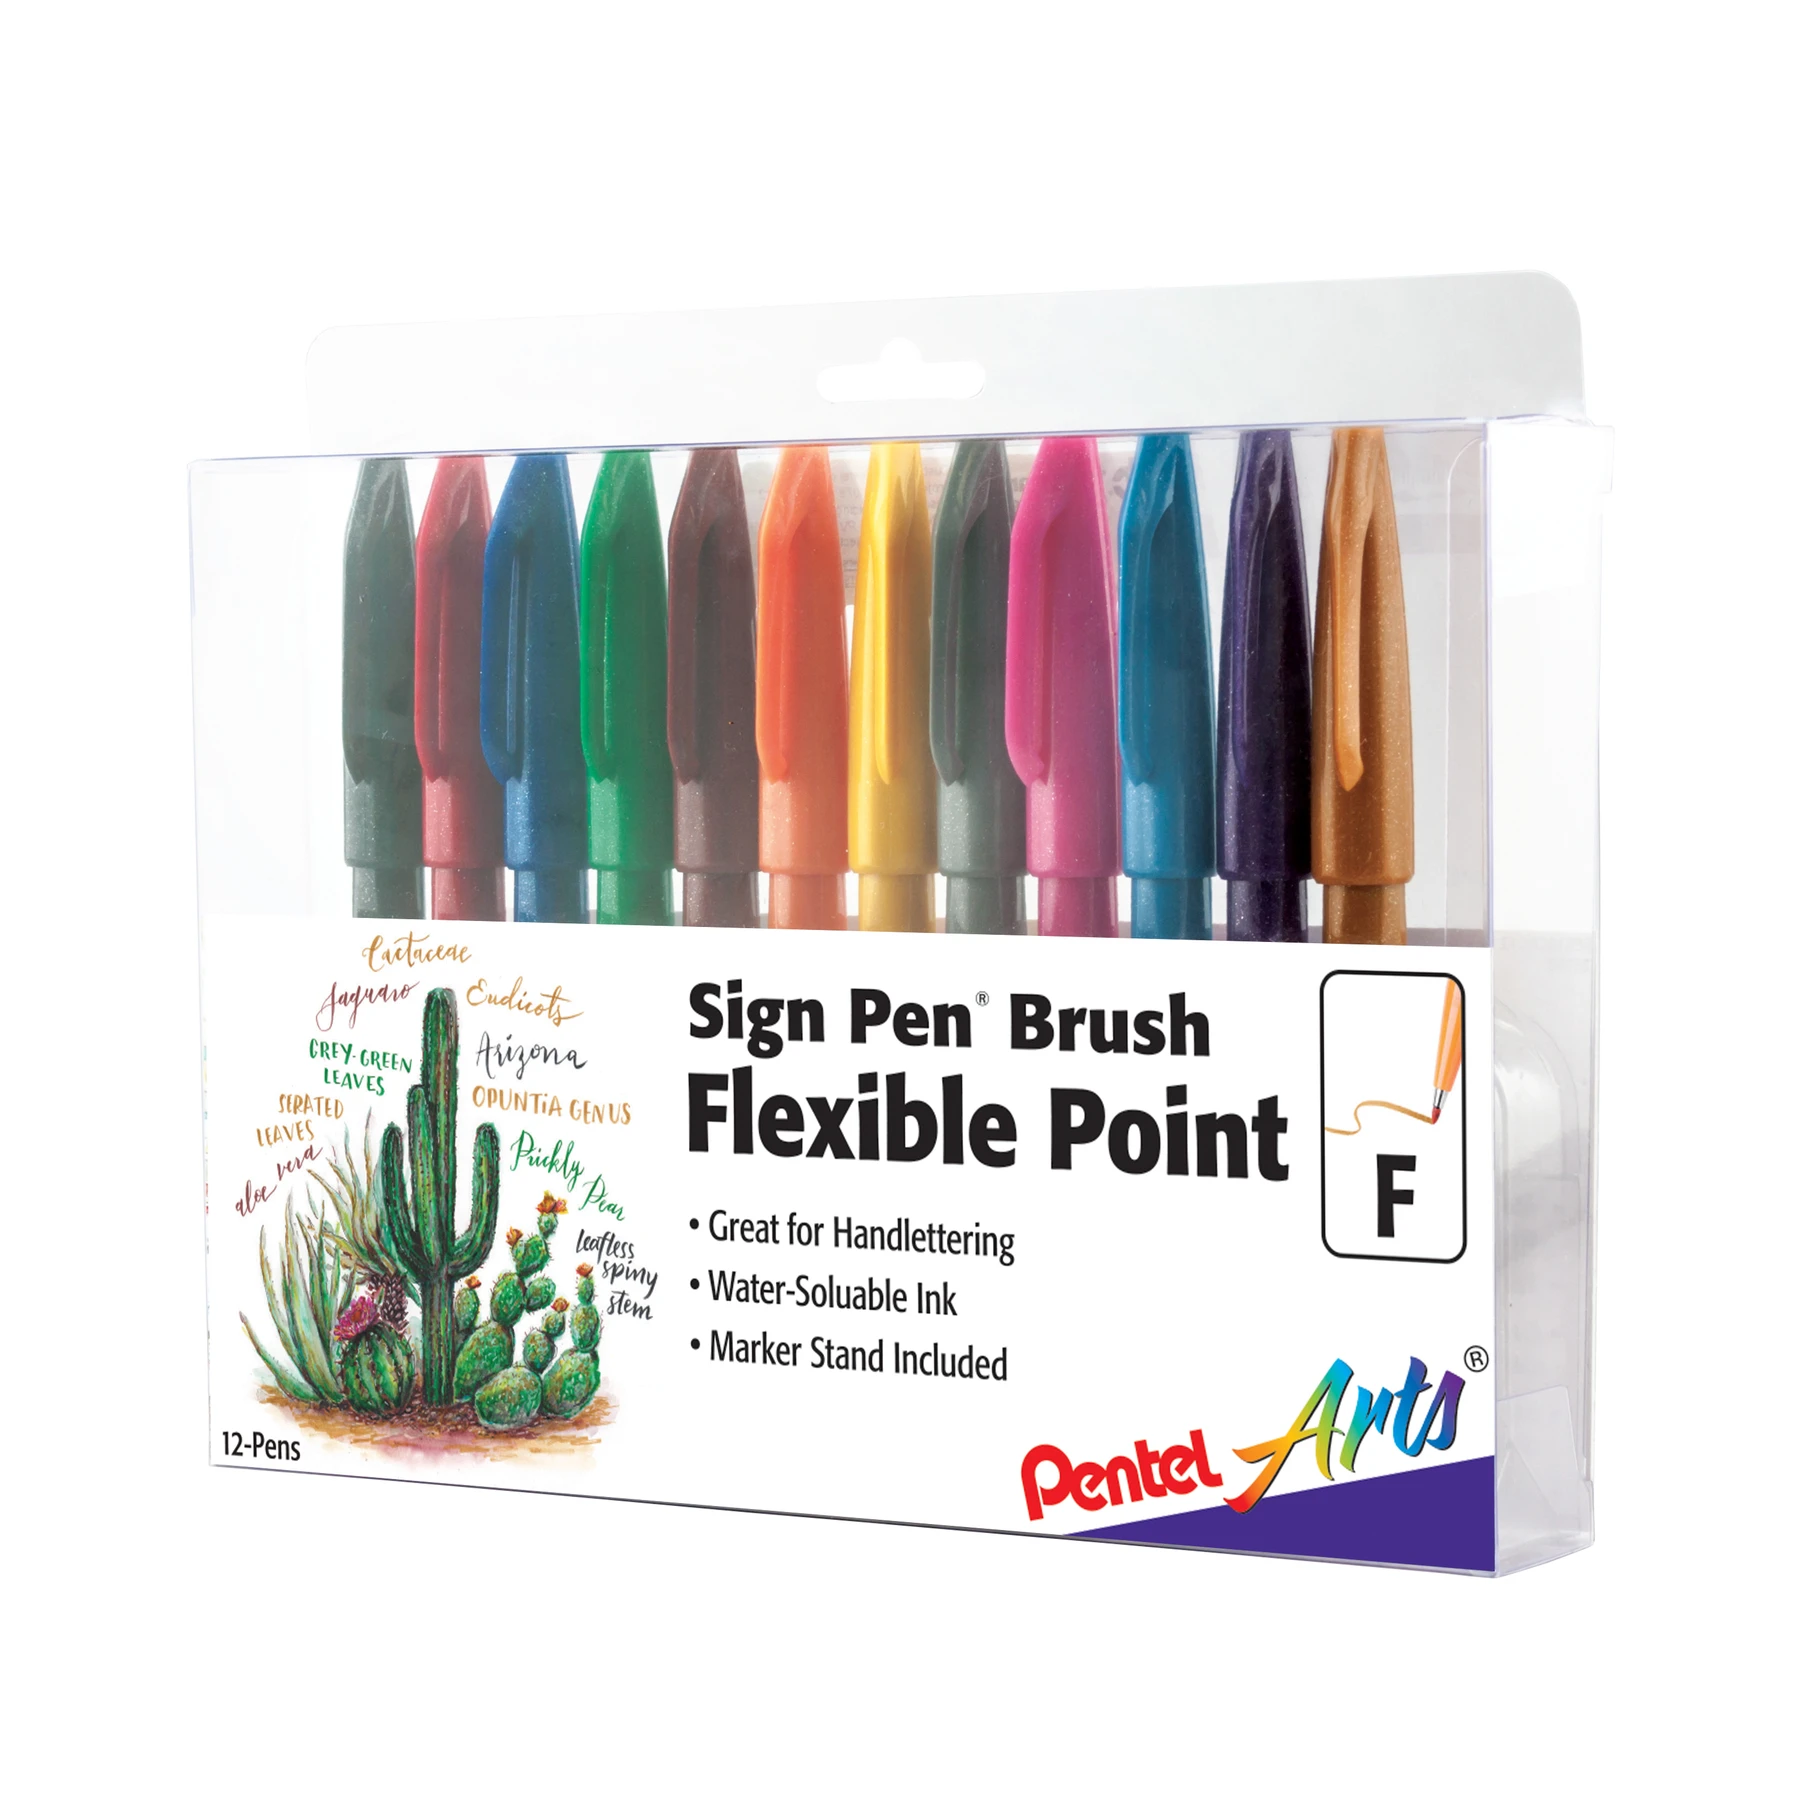 Cactaceae
Jaguaro
Eudicots
GREY-GREEN
LEAVES
Arizona
SERATED
LEAVES
OPUNTIA GENUS
aloe vera
Prickly
Pear
leafless
spiny
stem
12-Pens
Sign Pen® Brush
Flexible Point
• Great for Handlettering
• Water-Soluable Ink
• Marker Stand Included
F
Pentel Arts®